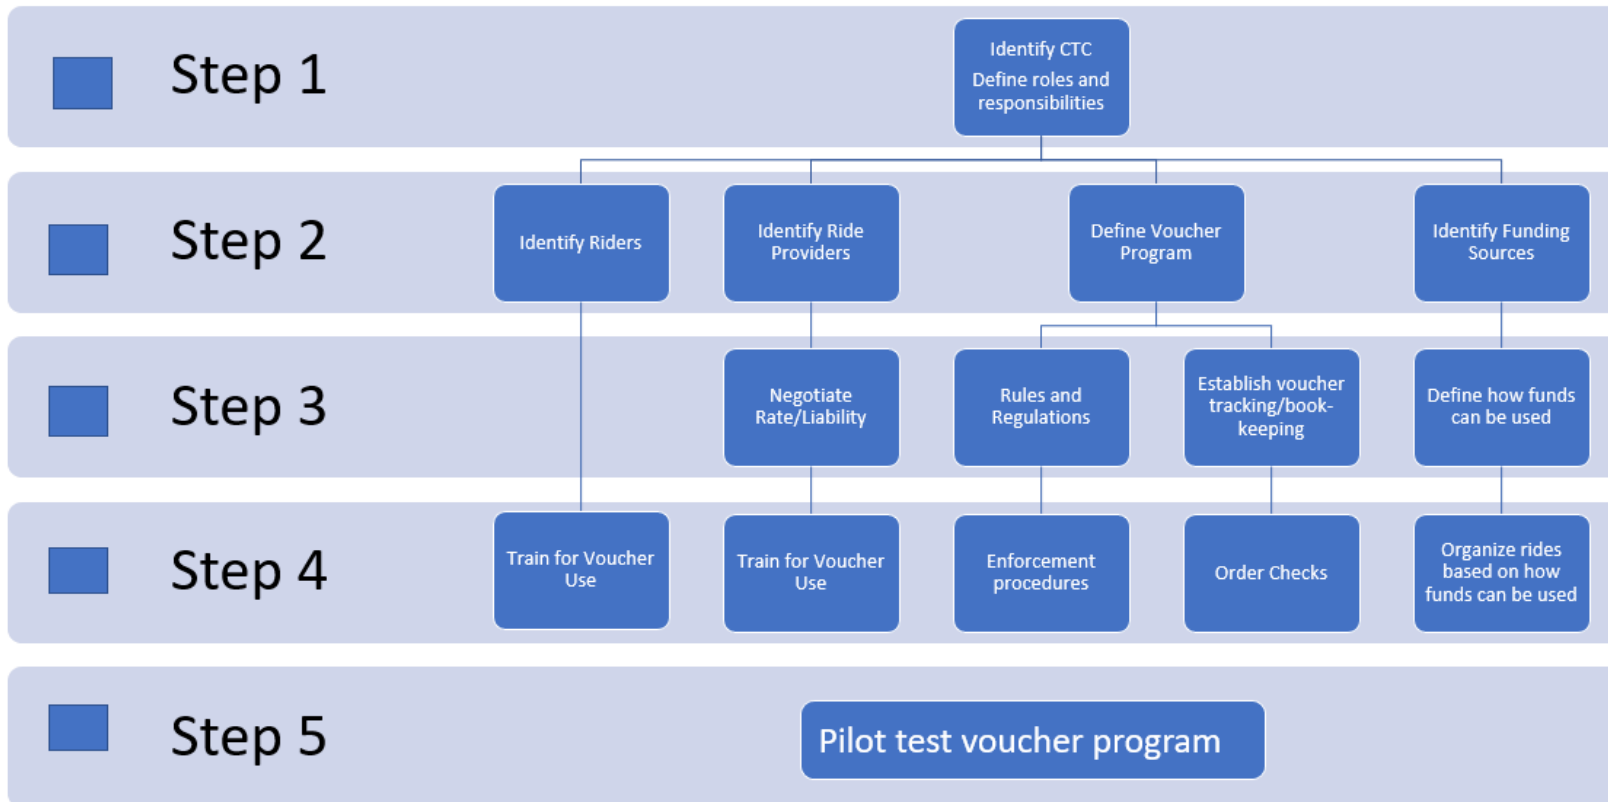 Step 1
Identify CTC
Define roles and
responsibilities
Step 2
Identify Riders
Identify Ride
Providers
Define Voucher
Program
Identify Funding
Sources
Step 3
Negotiate
Rate/Liability
Rules and
Regulations
Establish voucher
tracking/book-
keeping
Define how funds
can be used
Step 4
Train for Voucher
Use
Train for Voucher
Use
Enforcement
procedures
Order Checks
Organize rides
based on how
funds can be used
Step 5
Pilot test voucher program